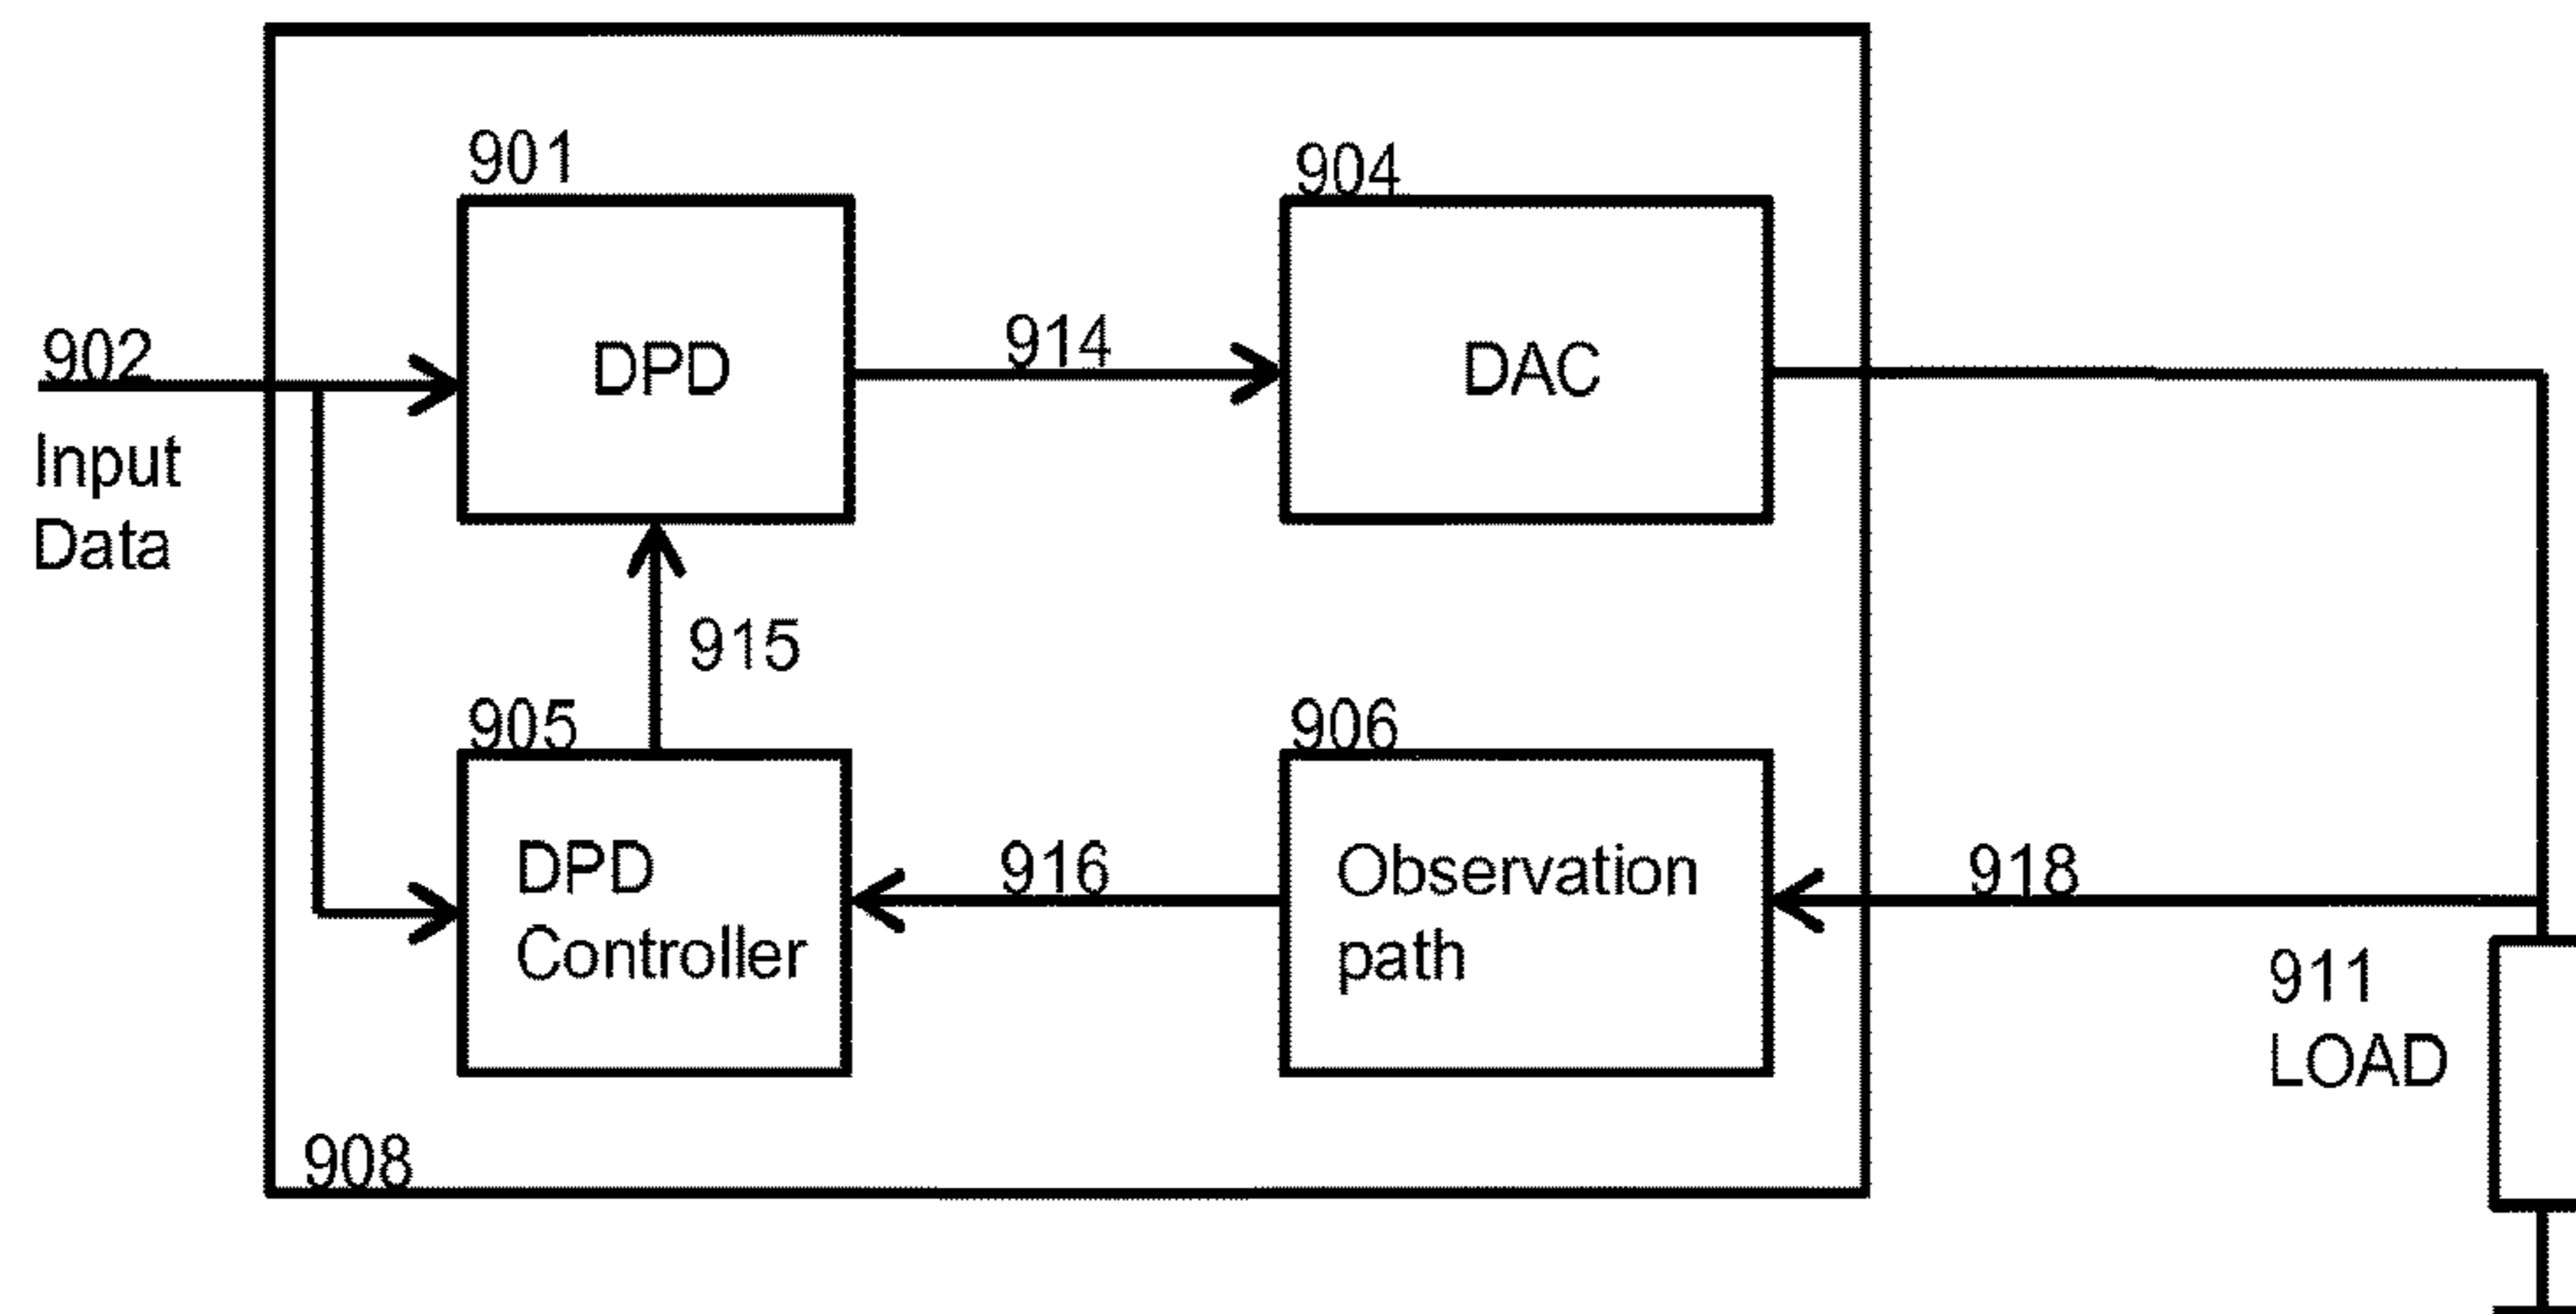 901
904
902
914
DPD
DAC
Input
Data
915
905
906
DPD
Controller
916
Observation
path
918
911
LOAD
908